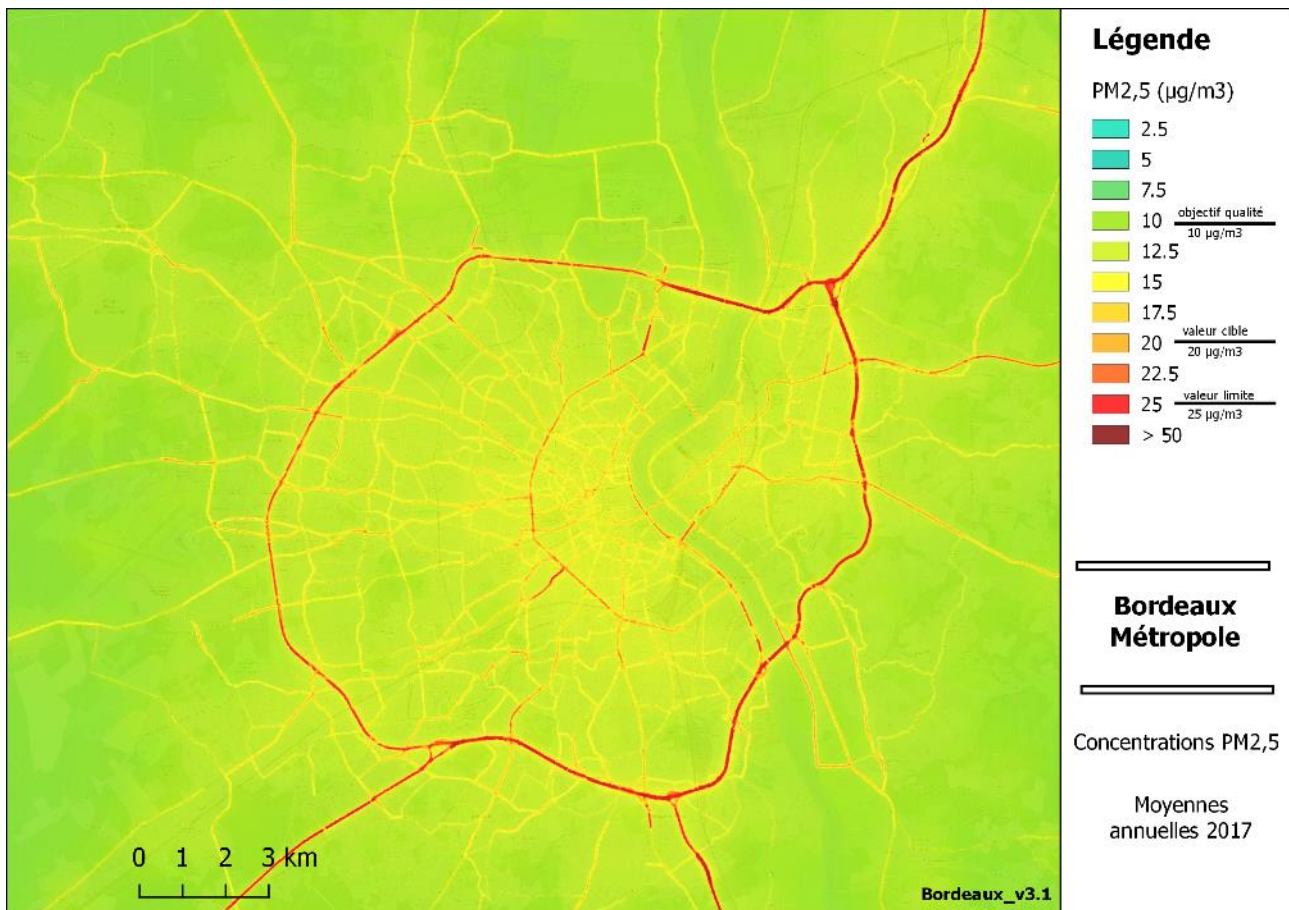 Légende
PM2,5 (µg/m3)
2.5
5
7.5
10 objectif qualité
10 µg/m3
12.5
15
17.5
20 valeur cible
20 µg/m3
22.5
25 valeur limite
25 µg/m3
> 50
Bordeaux
Métropole
Concentrations PM2,5
Moyennes
annuelles 2017
0 1 2 3 km
Bordeaux_v3.1